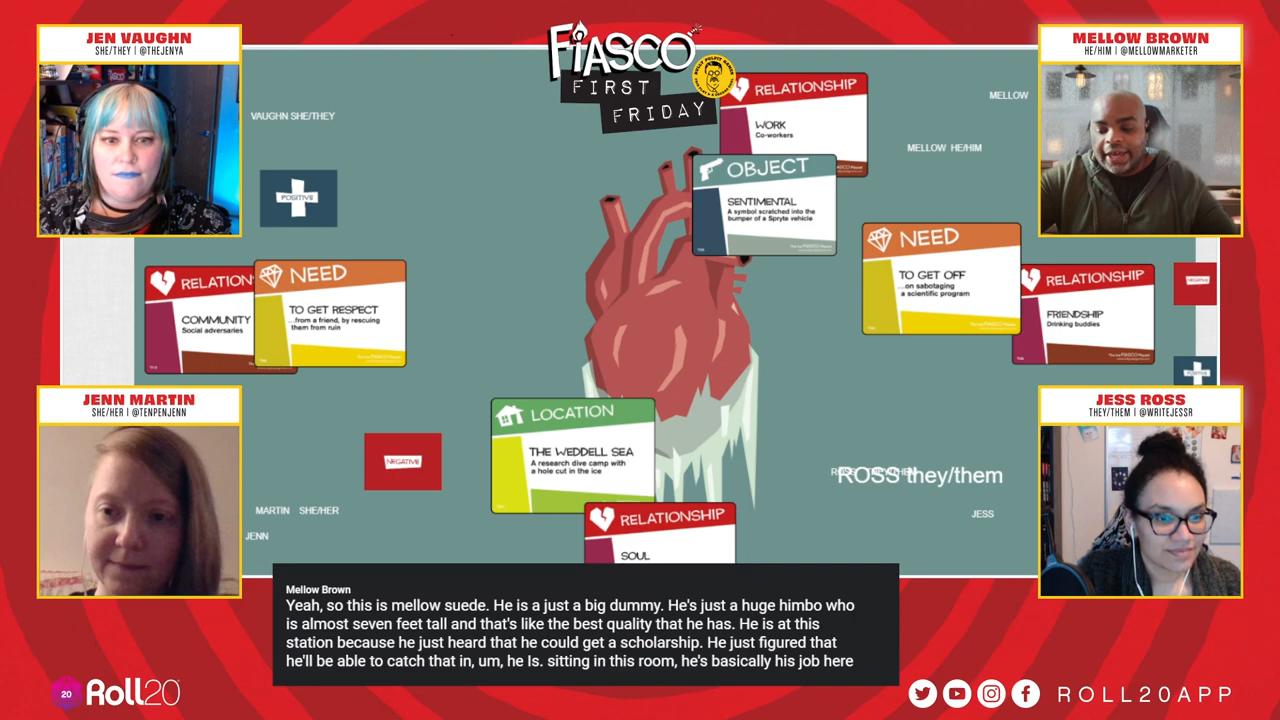 JEN VAUGHN
SHE/THEY | @THEJENYA
FIASCO
FIRST
FRIDAY
MELLOW BROWN
HE/HIM | @MELLOWMARKETER
VAUGHN SHE/THEY
POSITIVE
RELATIONSHIP
WORK
Co-workers
MELLOW
MELLOW HE/HIM
OBJECT
SENTIMENTAL
A symbol scratched into the
bumper of a Spryte vehicle
RELATION
COMMUNITY
Social adversaries
NEED
TO GET RESPECT
...from a friend, by rescuing
them from ruin
NEED
TO GET OFF
...on sabotaging
a scientific program
RELATIONSHIP
FRIENDSHIP
Drinking buddies
NEGATIVE
POSITIVE
JENN MARTIN
SHE/HER | @TENPENJENN
NEGATIVE
LOCATION
THE WEDDELL SEA
A research dive camp with
a hole cut in the ice
RELATIONSHIP
SOUL
JESS ROSS
THEY/THEM | @WRITEJESSR
ROSS they/them
JESS
MARTIN SHE/HER
JENN
Mellow Brown
Yeah, so this is mellow suede. He is a just a big dummy. He's just a huge himbo who
is almost seven feet tall and that's like the best quality that he has. He is at this
station because he just heard that he could get a scholarship. He just figured that
he'll be able to catch that in, um, he Is. sitting in this room, he's basically his job here
20
Roll20
ROLL20APP